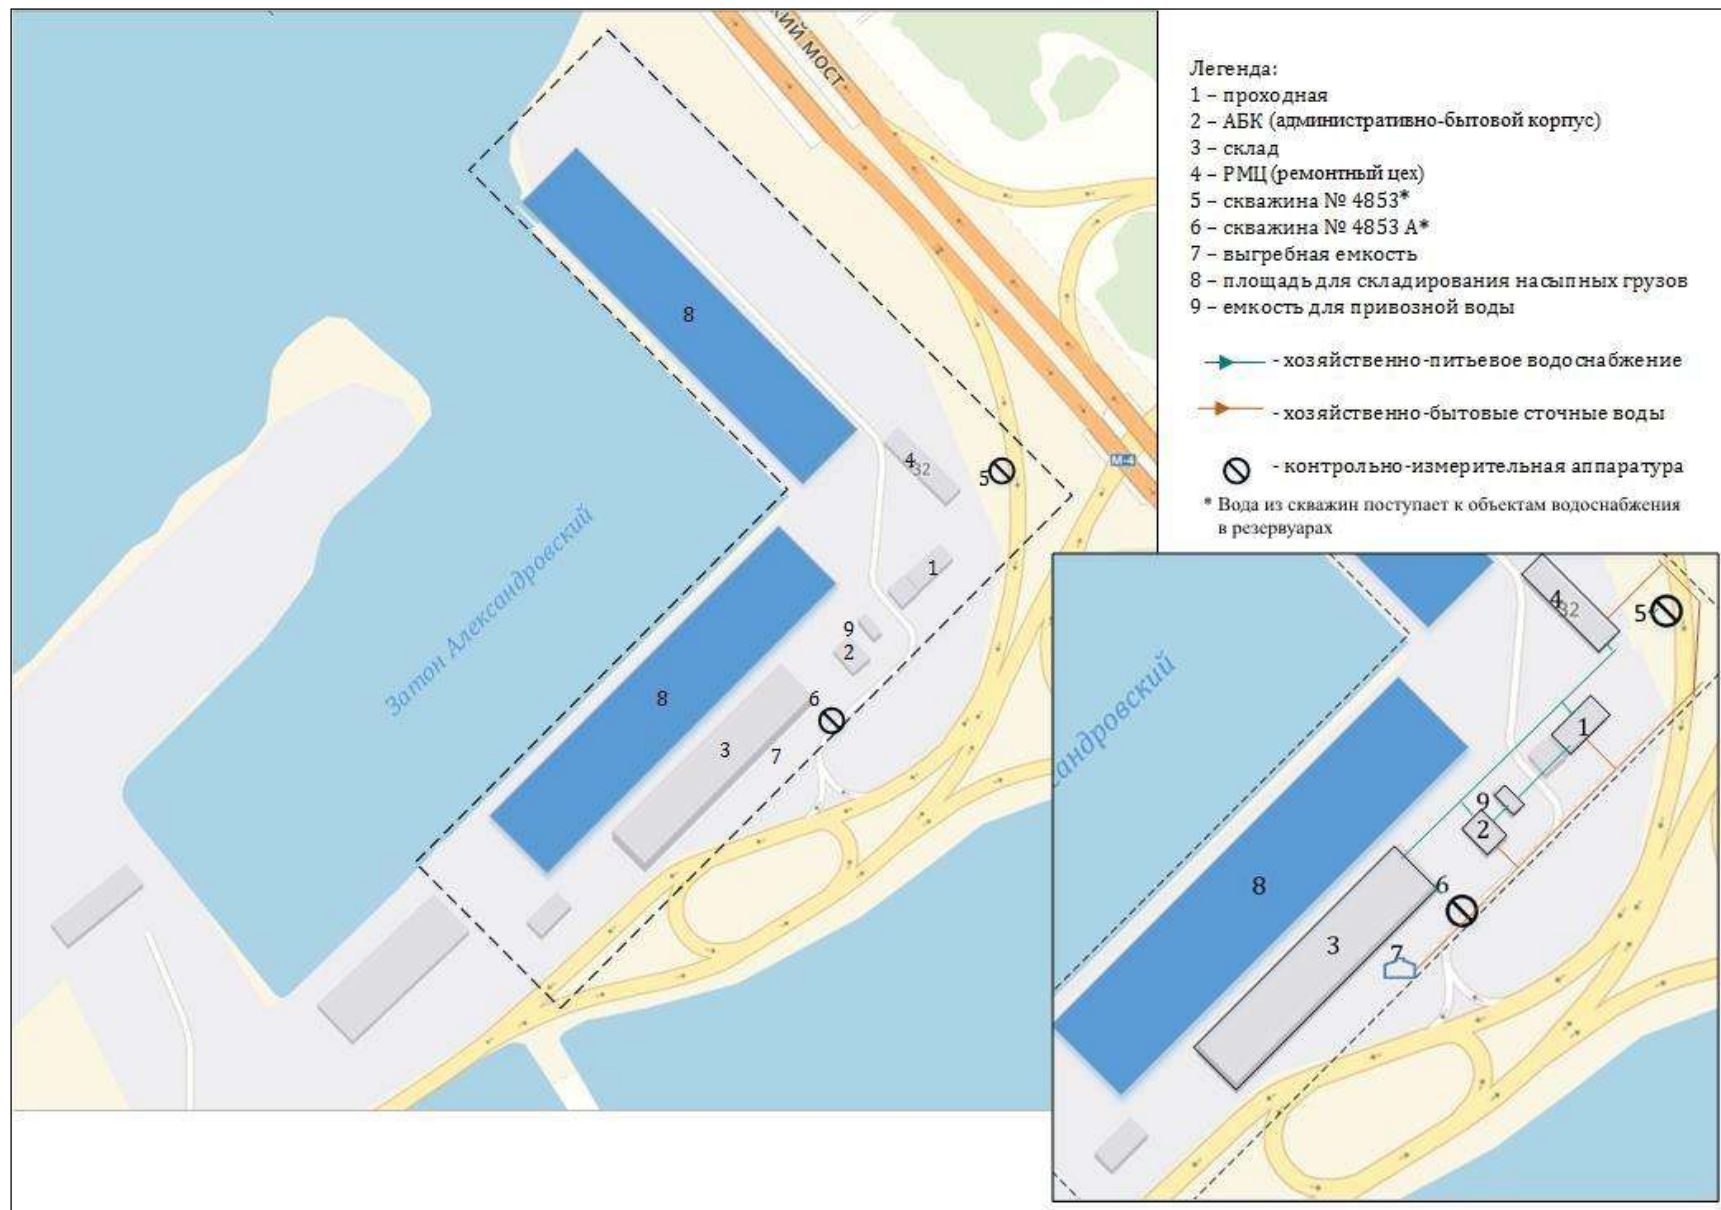 КИЙ МОСТ
Легенда:
1 – проходная
2 – АБК (административно-бытовой корпус)
3 – склад
4 – РМЦ (ремонтный цех)
5 – скважина № 4853*
6 – скважина № 4853 А*
7 – выгребная емкость
8 – площадь для складирования насыпных грузов
9 – емкость для привозной воды
- хозяйственно-питьевое водоснабжение
- хозяйственно-бытовые сточные воды
- контрольно-измерительная аппаратура
* Вода из скважин поступает к объектам водоснабжения
в резервуарах
8
4
32
5
М-4
1
9
2
6
8
3
7
Затон Александровский
4
32
5
1
9
2
6
8
3
7
сандровский